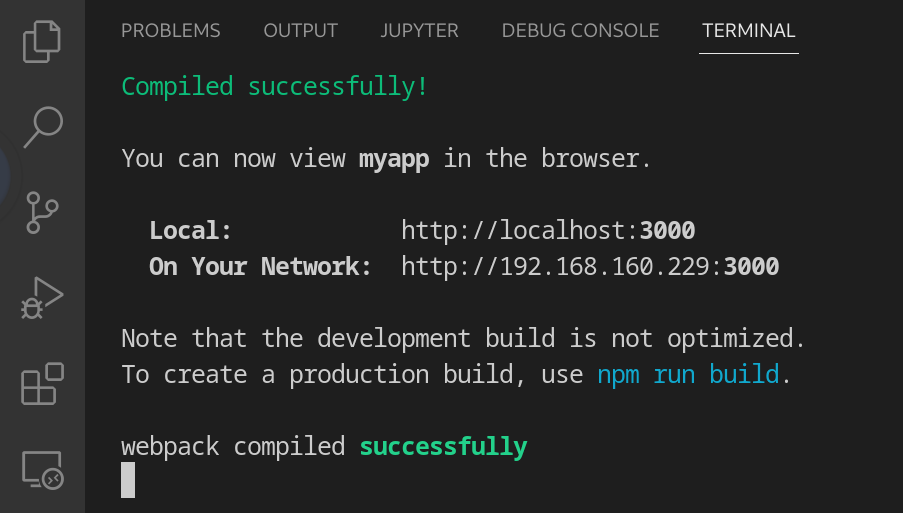 PROBLEMS OUTPUT JUPYTER DEBUG CONSOLE TERMINAL
Compiled successfully!
You can now view myapp in the browser.
Local: http://localhost:3000
On Your Network: http://192.168.160.229:3000
Note that the development build is not optimized.
To create a production build, use npm run build.
webpack compiled successfully